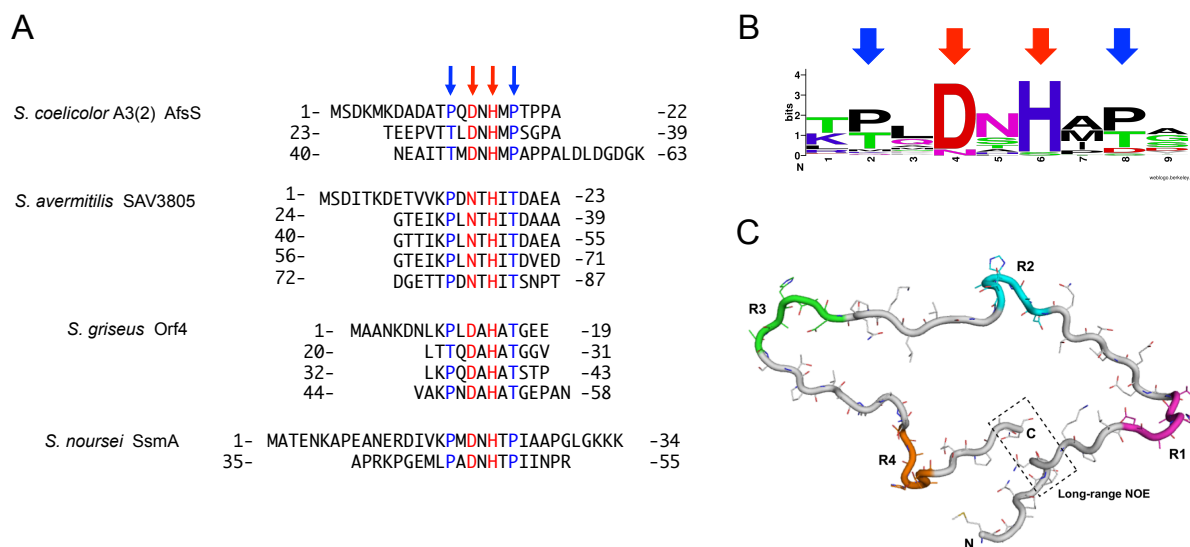 A
S. coelicolor A3(2) AfsS
1- MSDKMKDADATPQDNHMPTPPA -22
23- TEEPVTTLDNHMPSGPA -39
40- NEAITTMDNHMPAPPALDLDGDGK -63
S. avermitilis SAV3805
1- MSDITKDETVVKPDNTHITDAEA -23
24- GTEIKPLNTHITDAAA -39
40- GTTIKPLNTHITDAEA -55
56- GTEIKPLNTHITDVED -71
72- DGETTPDNTHITSNPT -87
S. griseus Orf4
1- MAANKDNLKPLDAHATGEE -19
20- LTTQDAHATGGV -31
32- LKPQDAHATSTP -43
44- VAKPNDAHATGEPAN -58
S. noursei SsmA
1- MATENKAPEANERDIVKPMDNHTPIAAPGLGKKK -34
35- APRKPGEMLPADNHTPIINPR -55
B
bits
4
3
2
1
0
N
1 2 3 4 5 6 7 8 9
weblogo.berkeley
C
R3
R2
R4
C
R1
Long-range NOE
N